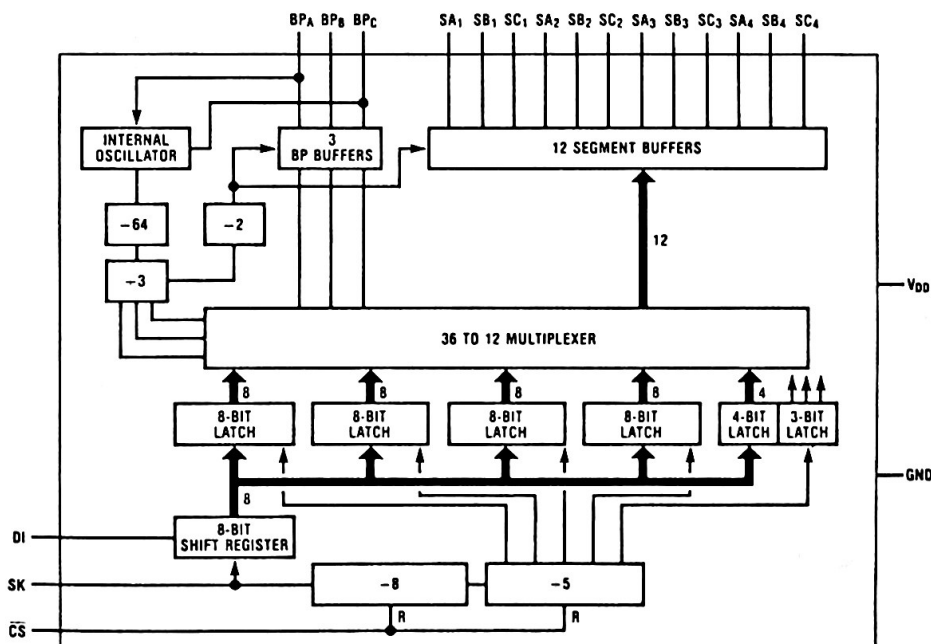 BPA BPB BPC SA1 SB1 SC1 SA2 SB2 SC2 SA3 SB3 SC3 SA4 SB4 SC4
INTERNAL
OSCILLATOR
3
BP BUFFERS
12 SEGMENT BUFFERS
−64
−2
12
÷3
VDD
36 TO 12 MULTIPLEXER
8 8 8 8 4
8-BIT
LATCH
8-BIT
LATCH
8-BIT
LATCH
8-BIT
LATCH
4-BIT
LATCH
3-BIT
LATCH
GND
8
DI
8-BIT
SHIFT REGISTER
SK
−8
−5
R R
CS